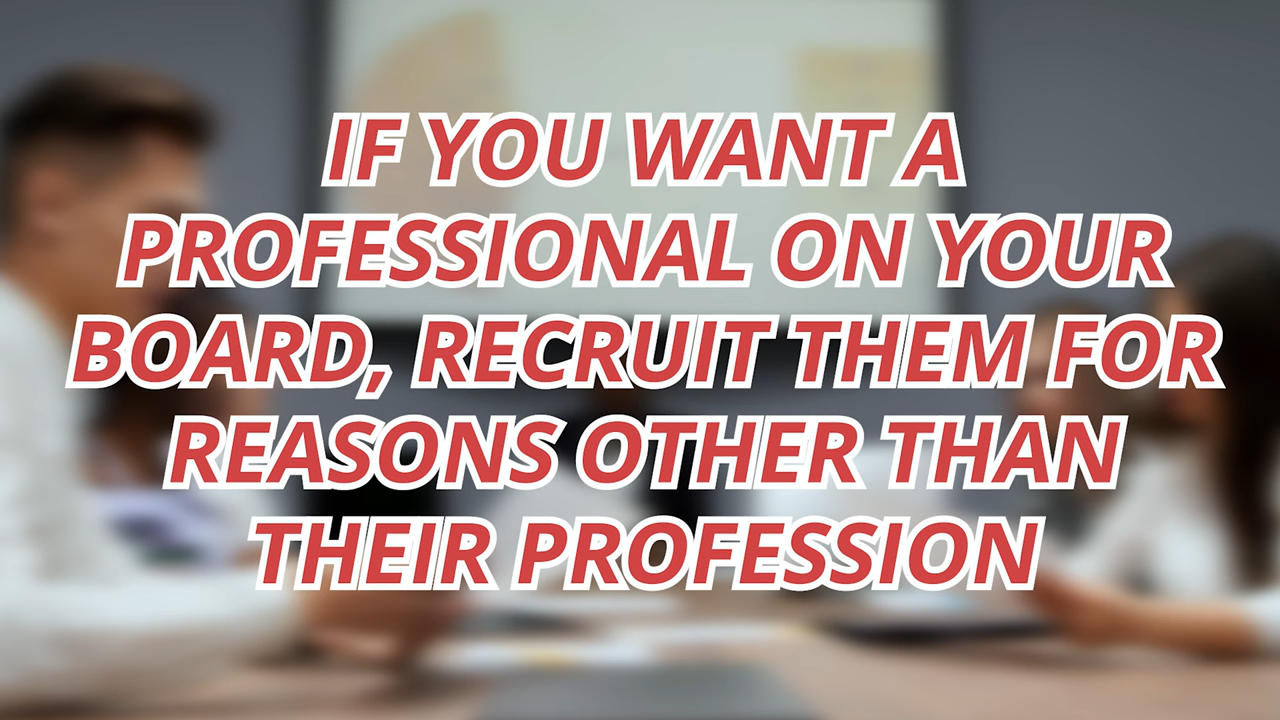 IF YOU WANT A
PROFESSIONAL ON YOUR
BOARD, RECRUIT THEM FOR
REASONS OTHER THAN
THEIR PROFESSION